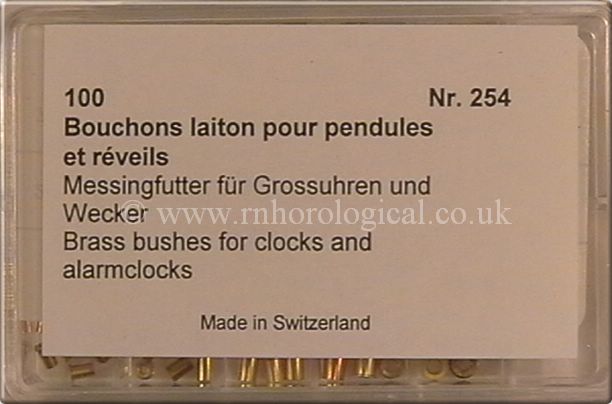 100 Nr. 254
Bouchons laiton pour pendules
et réveils
Messingfutter für Grossuhren und
Wecker
© www.rnhorological.co.uk
Brass bushes for clocks and
alarmclocks
Made in Switzerland